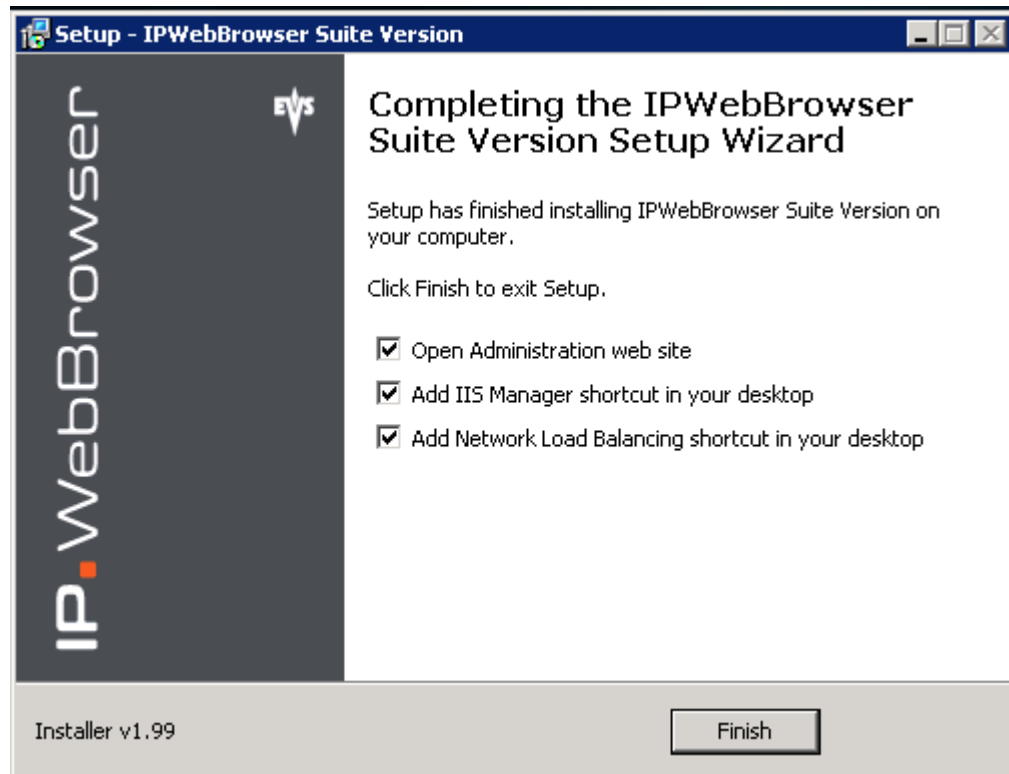 Setup - IPWebBrowser Suite Version
IP.WebBrowser
EVS
Completing the IPWebBrowser
Suite Version Setup Wizard
Setup has finished installing IPWebBrowser Suite Version on
your computer.
Click Finish to exit Setup.
Open Administration web site
Add IIS Manager shortcut in your desktop
Add Network Load Balancing shortcut in your desktop
Installer v1.99
Finish